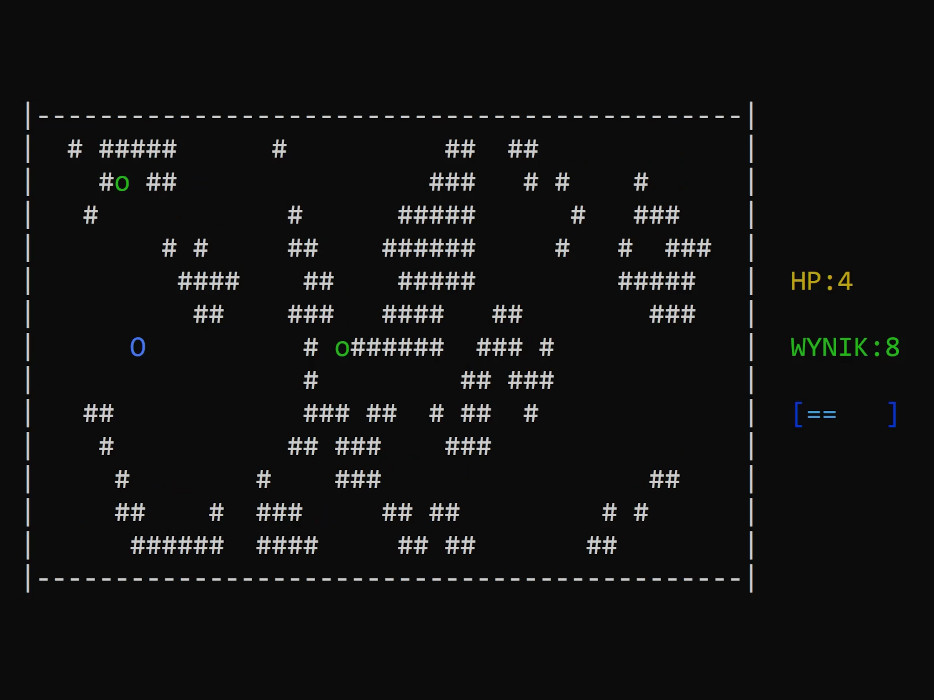 |---------------------------------------------|
|  # #####      #          ##  ##             |
|    #o ##                ###   # #    #      |
|   #            #      #####      #   ###    |
|        # #     ##    ######     #   #  ###  |
|         ####    ##    #####         #####   |  HP:4
|          ##    ###   ####   ##        ###   |
|      O          # o######  ### #            |  WYNIK:8
|                 #         ## ###            |
|   ##            ### ##  # ##  #             |  [==   ]
|    #           ## ###    ###                |
|     #        #    ###                 ##    |
|     ##    #  ###     ## ##         # #      |
|      ######  ####     ## ##       ##        |
|---------------------------------------------|